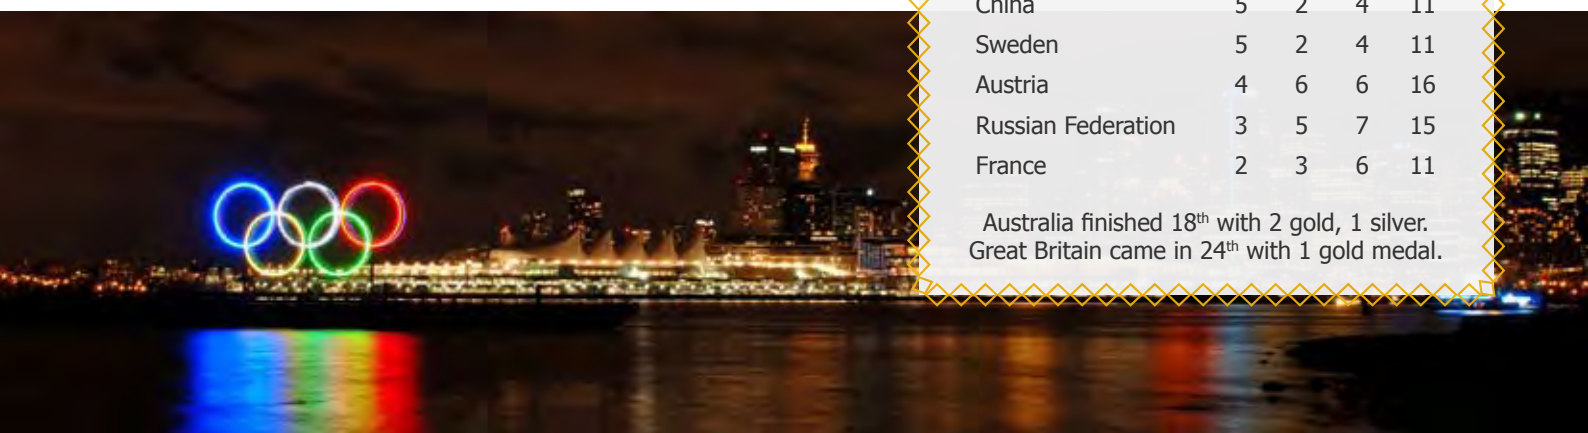 China 5 2 4 11
Sweden 5 2 4 11
Austria 4 6 6 16
Russian Federation 3 5 7 15
France 2 3 6 11
Australia finished 18th with 2 gold, 1 silver.
Great Britain came in 24th with 1 gold medal.